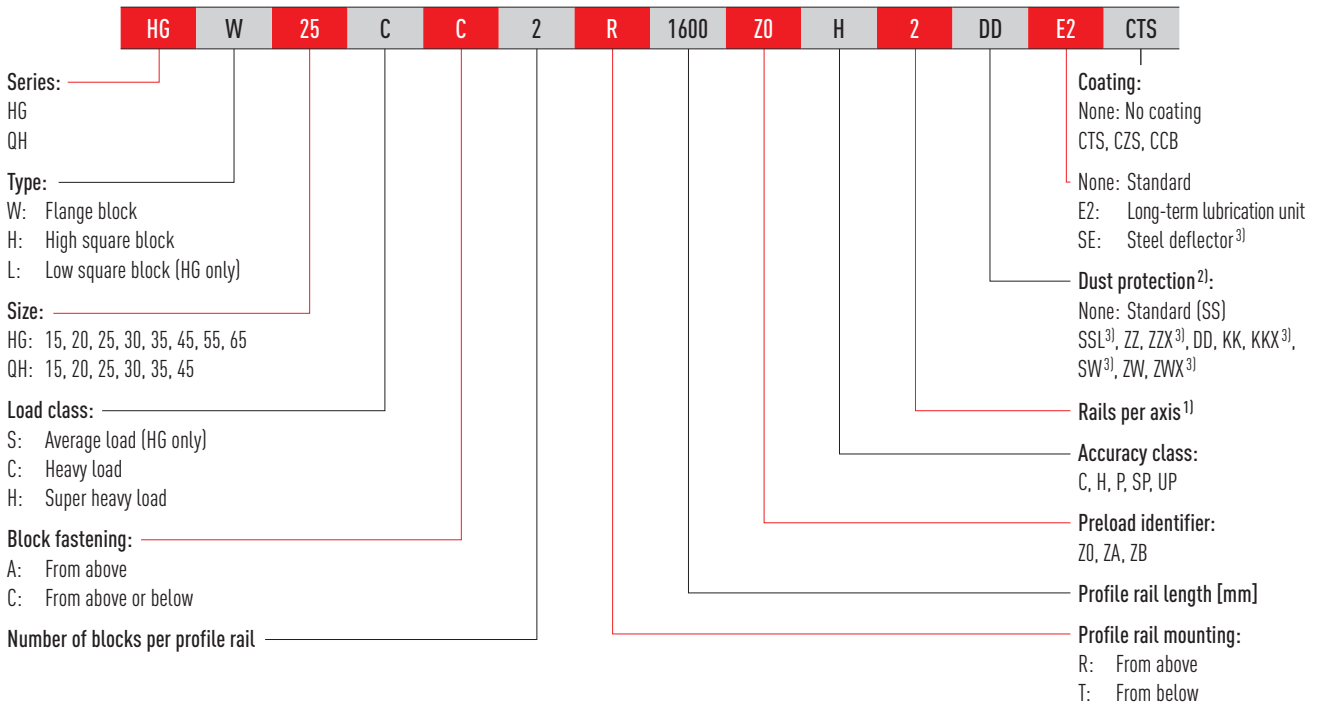 HG W 25 C C 2 R 1600 Z0 H 2 DD E2 CTS
Series:
HG
QH
Type:
W: Flange block
H: High square block
L: Low square block (HG only)
Size:
HG: 15, 20, 25, 30, 35, 45, 55, 65
QH: 15, 20, 25, 30, 35, 45
Load class:
S: Average load (HG only)
C: Heavy load
H: Super heavy load
Block fastening:
A: From above
C: From above or below
Number of blocks per profile rail
Coating:
None: No coating
CTS, CZS, CCB
None: Standard
E2: Long-term lubrication unit
SE: Steel deflector 3)
Dust protection 2):
None: Standard (SS)
SSL 3), ZZ, ZZX 3), DD, KK, KKX 3),
SW 3), ZW, ZWX 3)
Rails per axis 1)
Accuracy class:
C, H, P, SP, UP
Preload identifier:
Z0, ZA, ZB
Profile rail length [mm]
Profile rail mounting:
R: From above
T: From below